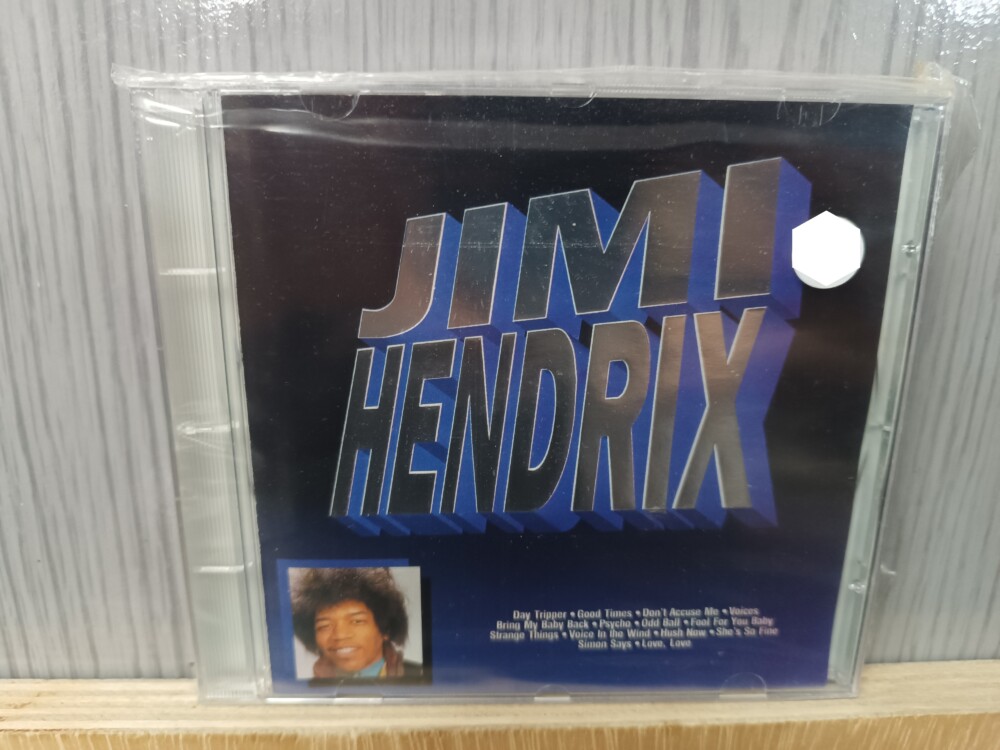 JIMI
HENDRIX
Day Tripper • Good Times • Don't Accuse Me • Voices
Bring My Baby Back • Psycho • Odd Ball • Fool For You Baby
Strange Things • Voice In the Wind • Hush Now • She's So Fine
Simon Says • Love, Love